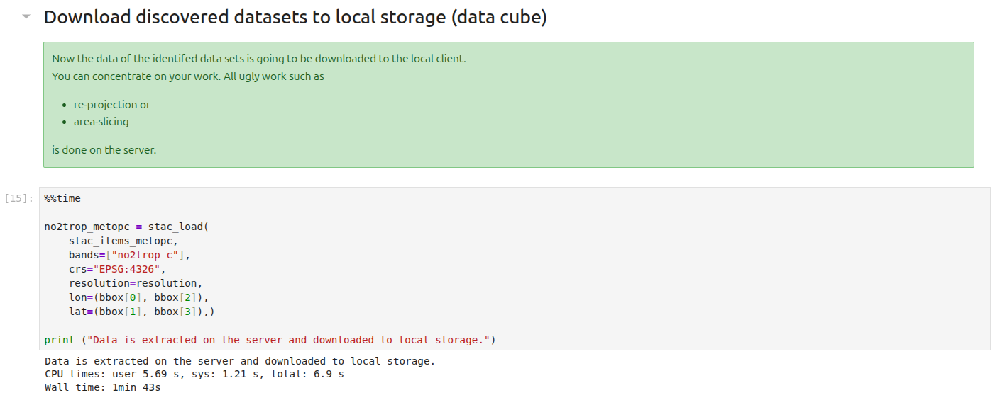 Download discovered datasets to local storage (data cube)
Now the data of the identifed data sets is going to be downloaded to the local client.
You can concentrate on your work. All ugly work such as
• re-projection or
• area-slicing
is done on the server.
[15]: %%time
no2trop_metopc = stac_load(
    stac_items_metopc,
    bands=["no2trop_c"],
    crs="EPSG:4326",
    resolution=resolution,
    lon=(bbox[0], bbox[2]),
    lat=(bbox[1], bbox[3]),)
print ("Data is extracted on the server and downloaded to local storage.")
Data is extracted on the server and downloaded to local storage.
CPU times: user 5.69 s, sys: 1.21 s, total: 6.9 s
Wall time: 1min 43s